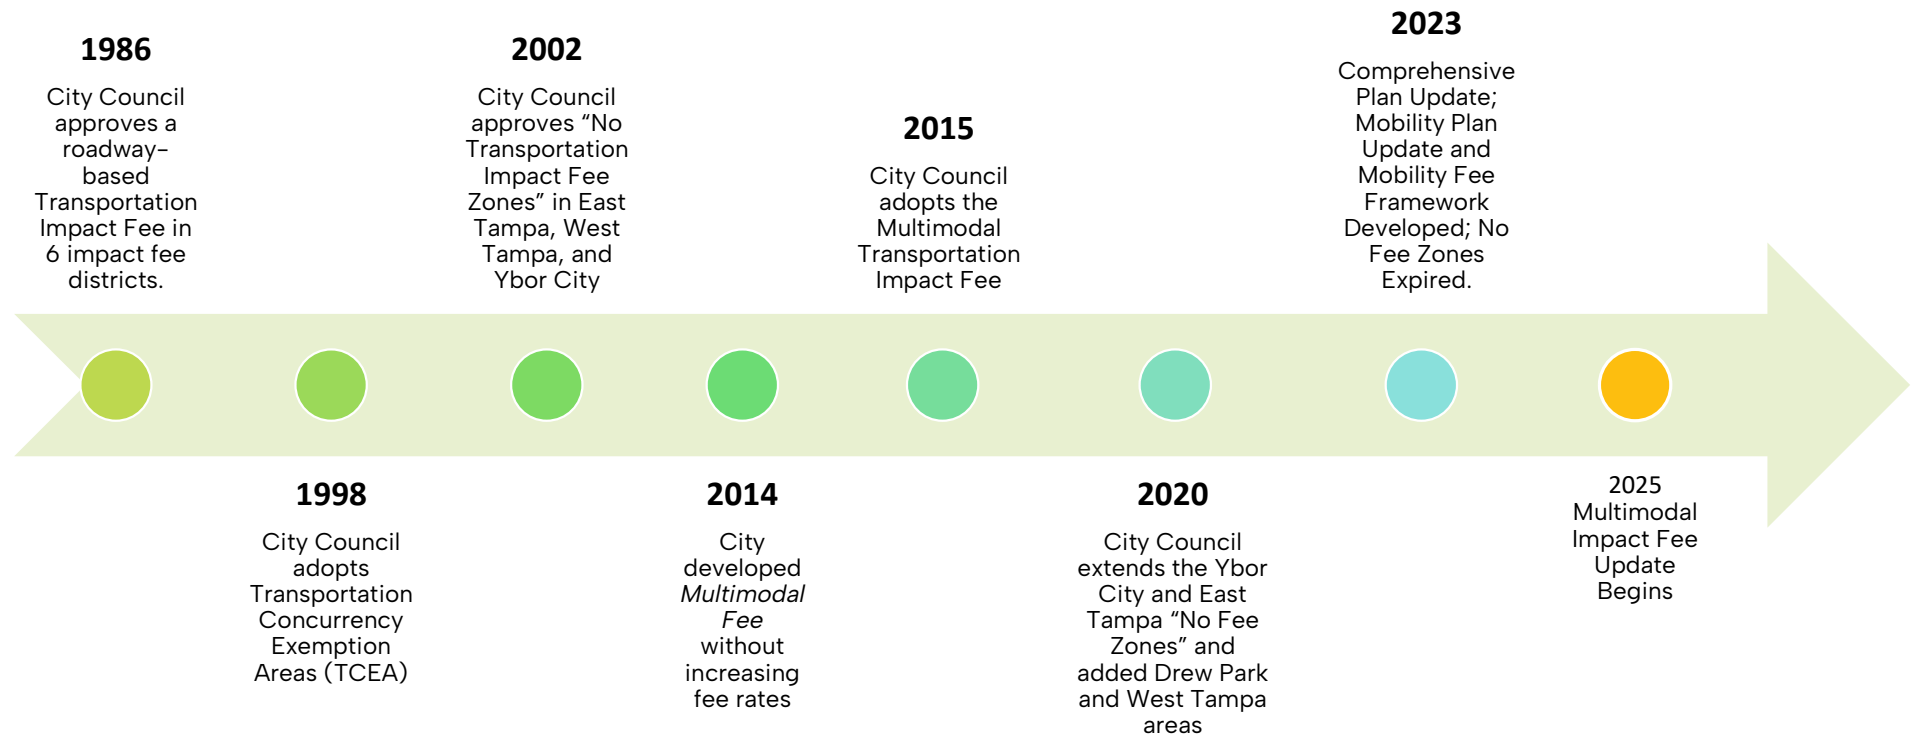 1986
City Council
approves a
roadway-
based
Transportation
Impact Fee in
6 impact fee
districts.
1998
City Council
adopts
Transportation
Concurrency
Exemption
Areas (TCEA)
2002
City Council
approves “No
Transportation
Impact Fee
Zones” in East
Tampa, West
Tampa, and
Ybor City
2014
City
developed
Multimodal
Fee
without
increasing
fee rates
2015
City Council
adopts the
Multimodal
Transportation
Impact Fee
2020
City Council
extends the Ybor
City and East
Tampa “No Fee
Zones” and
added Drew Park
and West Tampa
areas
2023
Comprehensive
Plan Update;
Mobility Plan
Update and
Mobility Fee
Framework
Developed; No
Fee Zones
Expired.
2025
Multimodal
Impact Fee
Update
Begins